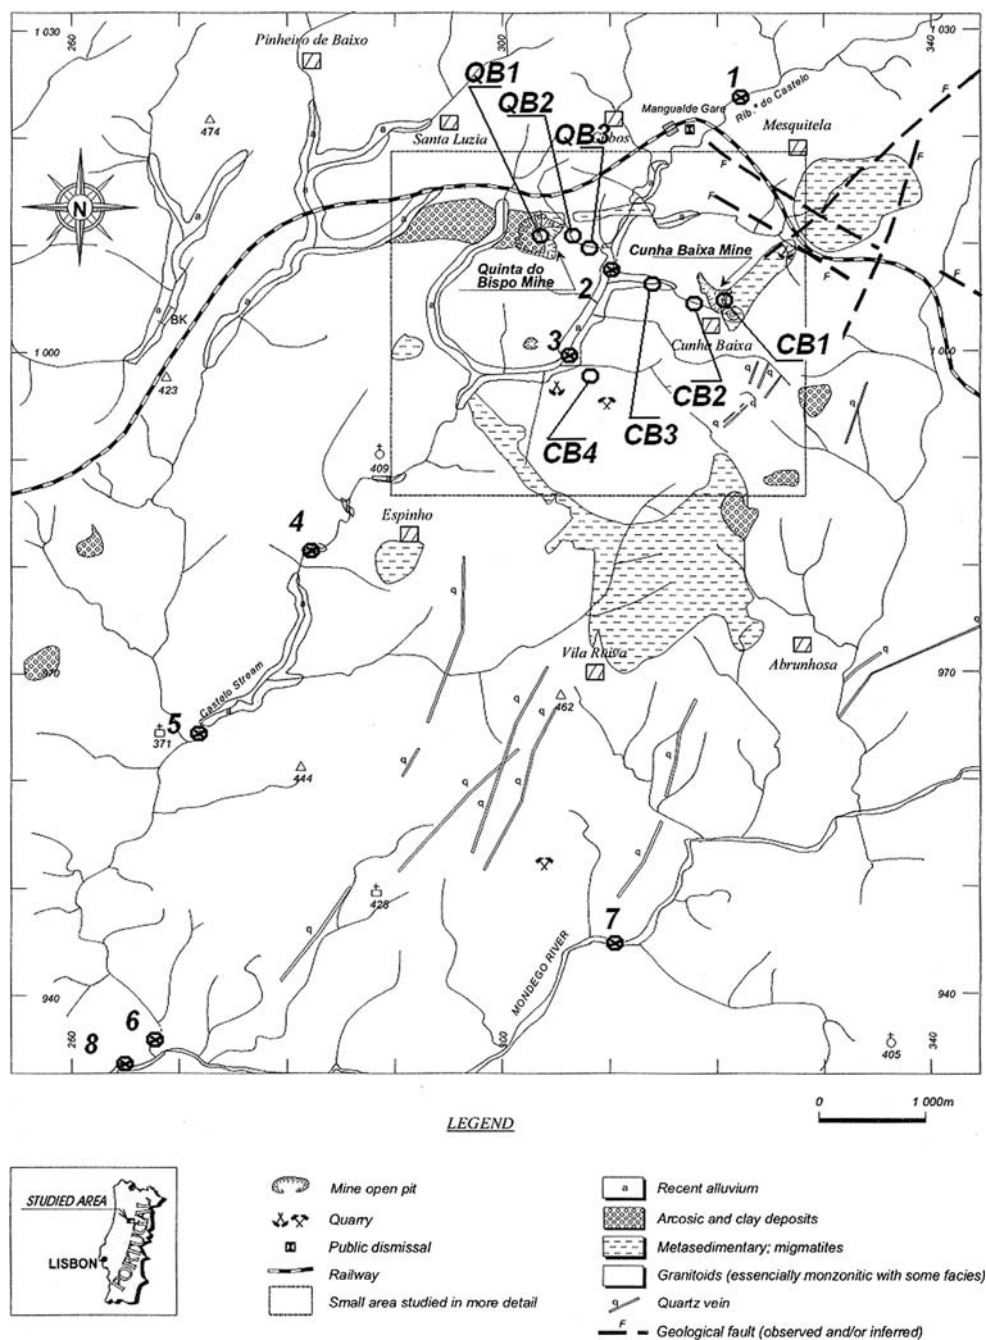 1 030
260
300
340
1 030
Pinheiro de Baixo
QB1
1
474
QB2
Mangualde Gare
Rib.ª do Castelo
F
F
Santa Luzia
QB3
bos
Mesquitela
a
F
F
N
a
a
a
a
F
Cunha Baixa Mine
Quinta do
Bispo Mihe
2
F
F
a
a
BK
a
CB1
3
Cunha Baixa
1 000
1 000
CB2
423
q
q
q
q
q
q
CB3
CB4
409
4
Espinho
a
q
Vila Ruiva
Abrunhosa
q
970
970
Castelo Stream
a
5
371
462
q
q
q
444
q
q
q
q
q
q
428
q
7
MONDEGO RIVER
940
940
6
8
260
300
405
340
LEGEND
0
1 000m
STUDIED AREA
LISBON
PORTUGAL
Mine open pit
Quarry
Public dismissal
Railway
Small area studied in more detail
a
Recent alluvium
Arcosic and clay deposits
Metasedimentary; migmatites
Granitoids (essencially monzonitic with some facies)
q
Quartz vein
F
Geological fault (observed and/or inferred)